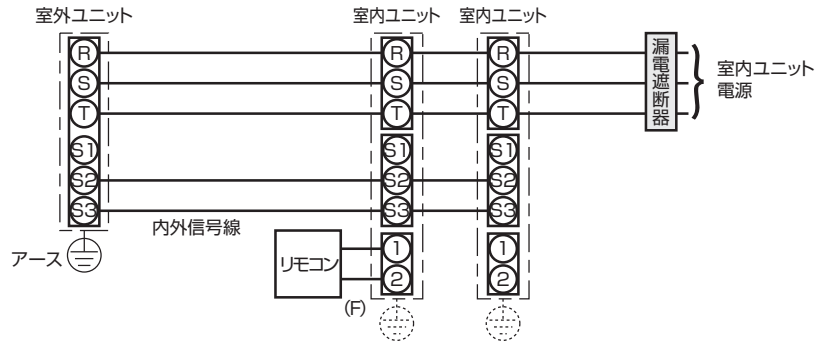 室外ユニット
室内ユニット
室内ユニット
R
S
T
S1
S2
S3
R
S
T
S1
S2
S3
1
2
R
S
T
S1
S2
S3
1
2
漏電遮断器
室内ユニット
電源
内外信号線
アース
リモコン
(F)